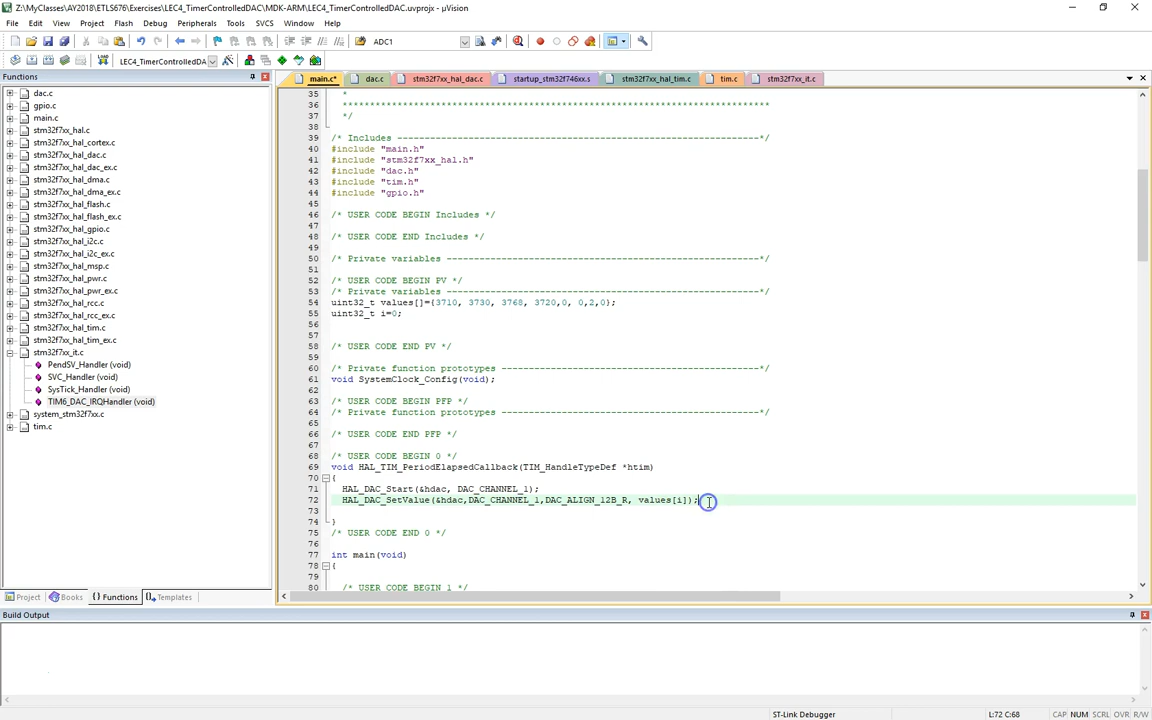 Z:\MyClasses\AY2018\ETLS676\Exercises\LEC4_TimerControlledDAC\MDK-ARM\LEC4_TimerControlledDAC.uvprojx - µVision
File Edit View Project Flash Debug Peripherals Tools SVCS Window Help
ADC1
LEC4_TimerControlledDA
Functions
main.c* dac.c stm32f7xx_hal_dac.c startup_stm32f746xx.s stm32f7xx_hal_tim.c tim.c stm32f7xx_it.c
dac.c
gpio.c
main.c
stm32f7xx_hal.c
stm32f7xx_hal_cortex.c
stm32f7xx_hal_dac.c
stm32f7xx_hal_dac_ex.c
stm32f7xx_hal_dma.c
stm32f7xx_hal_dma_ex.c
stm32f7xx_hal_flash.c
stm32f7xx_hal_flash_ex.c
stm32f7xx_hal_gpio.c
stm32f7xx_hal_i2c.c
stm32f7xx_hal_i2c_ex.c
stm32f7xx_hal_msp.c
stm32f7xx_hal_pwr.c
stm32f7xx_hal_pwr_ex.c
stm32f7xx_hal_rcc.c
stm32f7xx_hal_rcc_ex.c
stm32f7xx_hal_tim.c
stm32f7xx_hal_tim_ex.c
stm32f7xx_it.c
PendSV_Handler (void)
SVC_Handler (void)
SysTick_Handler (void)
TIM6_DAC_IRQHandler (void)
system_stm32f7xx.c
tim.c
Project Books {} Functions Templates
35 *
36 ******************************************************************************
37 */
38
39 /* Includes ------------------------------------------------------------------*/
40 #include "main.h"
41 #include "stm32f7xx_hal.h"
42 #include "dac.h"
43 #include "tim.h"
44 #include "gpio.h"
45
46 /* USER CODE BEGIN Includes */
47
48 /* USER CODE END Includes */
49
50 /* Private variables ---------------------------------------------------------*/
51
52 /* USER CODE BEGIN PV */
53 /* Private variables ---------------------------------------------------------*/
54 uint32_t values[]={3710, 3730, 3768, 3720,0, 0,2,0};
55 uint32_t i=0;
56
57
58 /* USER CODE END PV */
59
60 /* Private function prototypes -----------------------------------------------*/
61 void SystemClock_Config(void);
62
63 /* USER CODE BEGIN PFP */
64 /* Private function prototypes -----------------------------------------------*/
65
66 /* USER CODE END PFP */
67
68 /* USER CODE BEGIN 0 */
69 void HAL_TIM_PeriodElapsedCallback(TIM_HandleTypeDef *htim)
70 {
71 HAL_DAC_Start(&hdac, DAC_CHANNEL_1);
72 HAL_DAC_SetValue(&hdac,DAC_CHANNEL_1,DAC_ALIGN_12B_R, values[i]);
73
74 }
75 /* USER CODE END 0 */
76
77 int main(void)
78 {
79
80 /* USER CODE BEGIN 1 */
Build Output
ST-Link Debugger L:72 C:68 CAP NUM SCRL OVR R/W